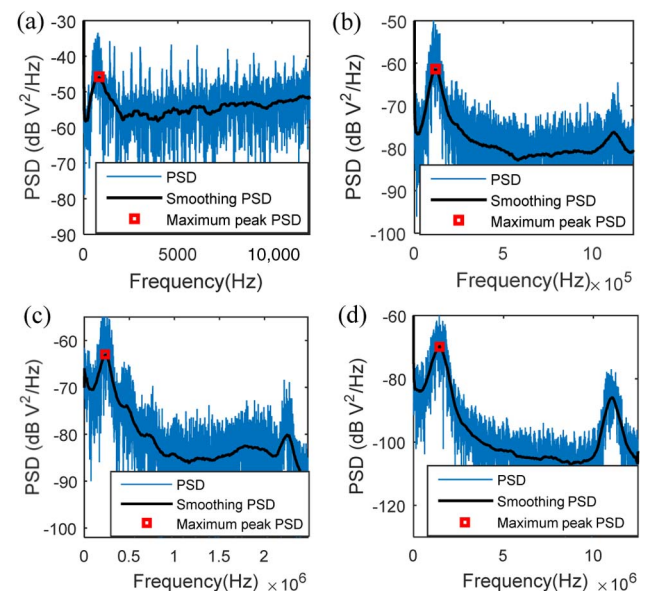 (a)
-30
-40
-50
-60
-70
-80
-90
PSD (dB V²/Hz)
PSD
Smoothing PSD
Maximum peak PSD
0 5000 10,000
Frequency(Hz)
(b)
-50
-60
-70
-80
-90
-100
PSD (dB V²/Hz)
PSD
Smoothing PSD
Maximum peak PSD
0 5 10
Frequency(Hz) × 10⁵
(c)
-60
-70
-80
-90
-100
PSD (dB V²/Hz)
PSD
Smoothing PSD
Maximum peak PSD
0 0.5 1 1.5 2
Frequency(Hz) × 10⁶
(d)
-60
-80
-100
-120
PSD (dB V²/Hz)
PSD
Smoothing PSD
Maximum peak PSD
0 5 10
Frequency(Hz) × 10⁶